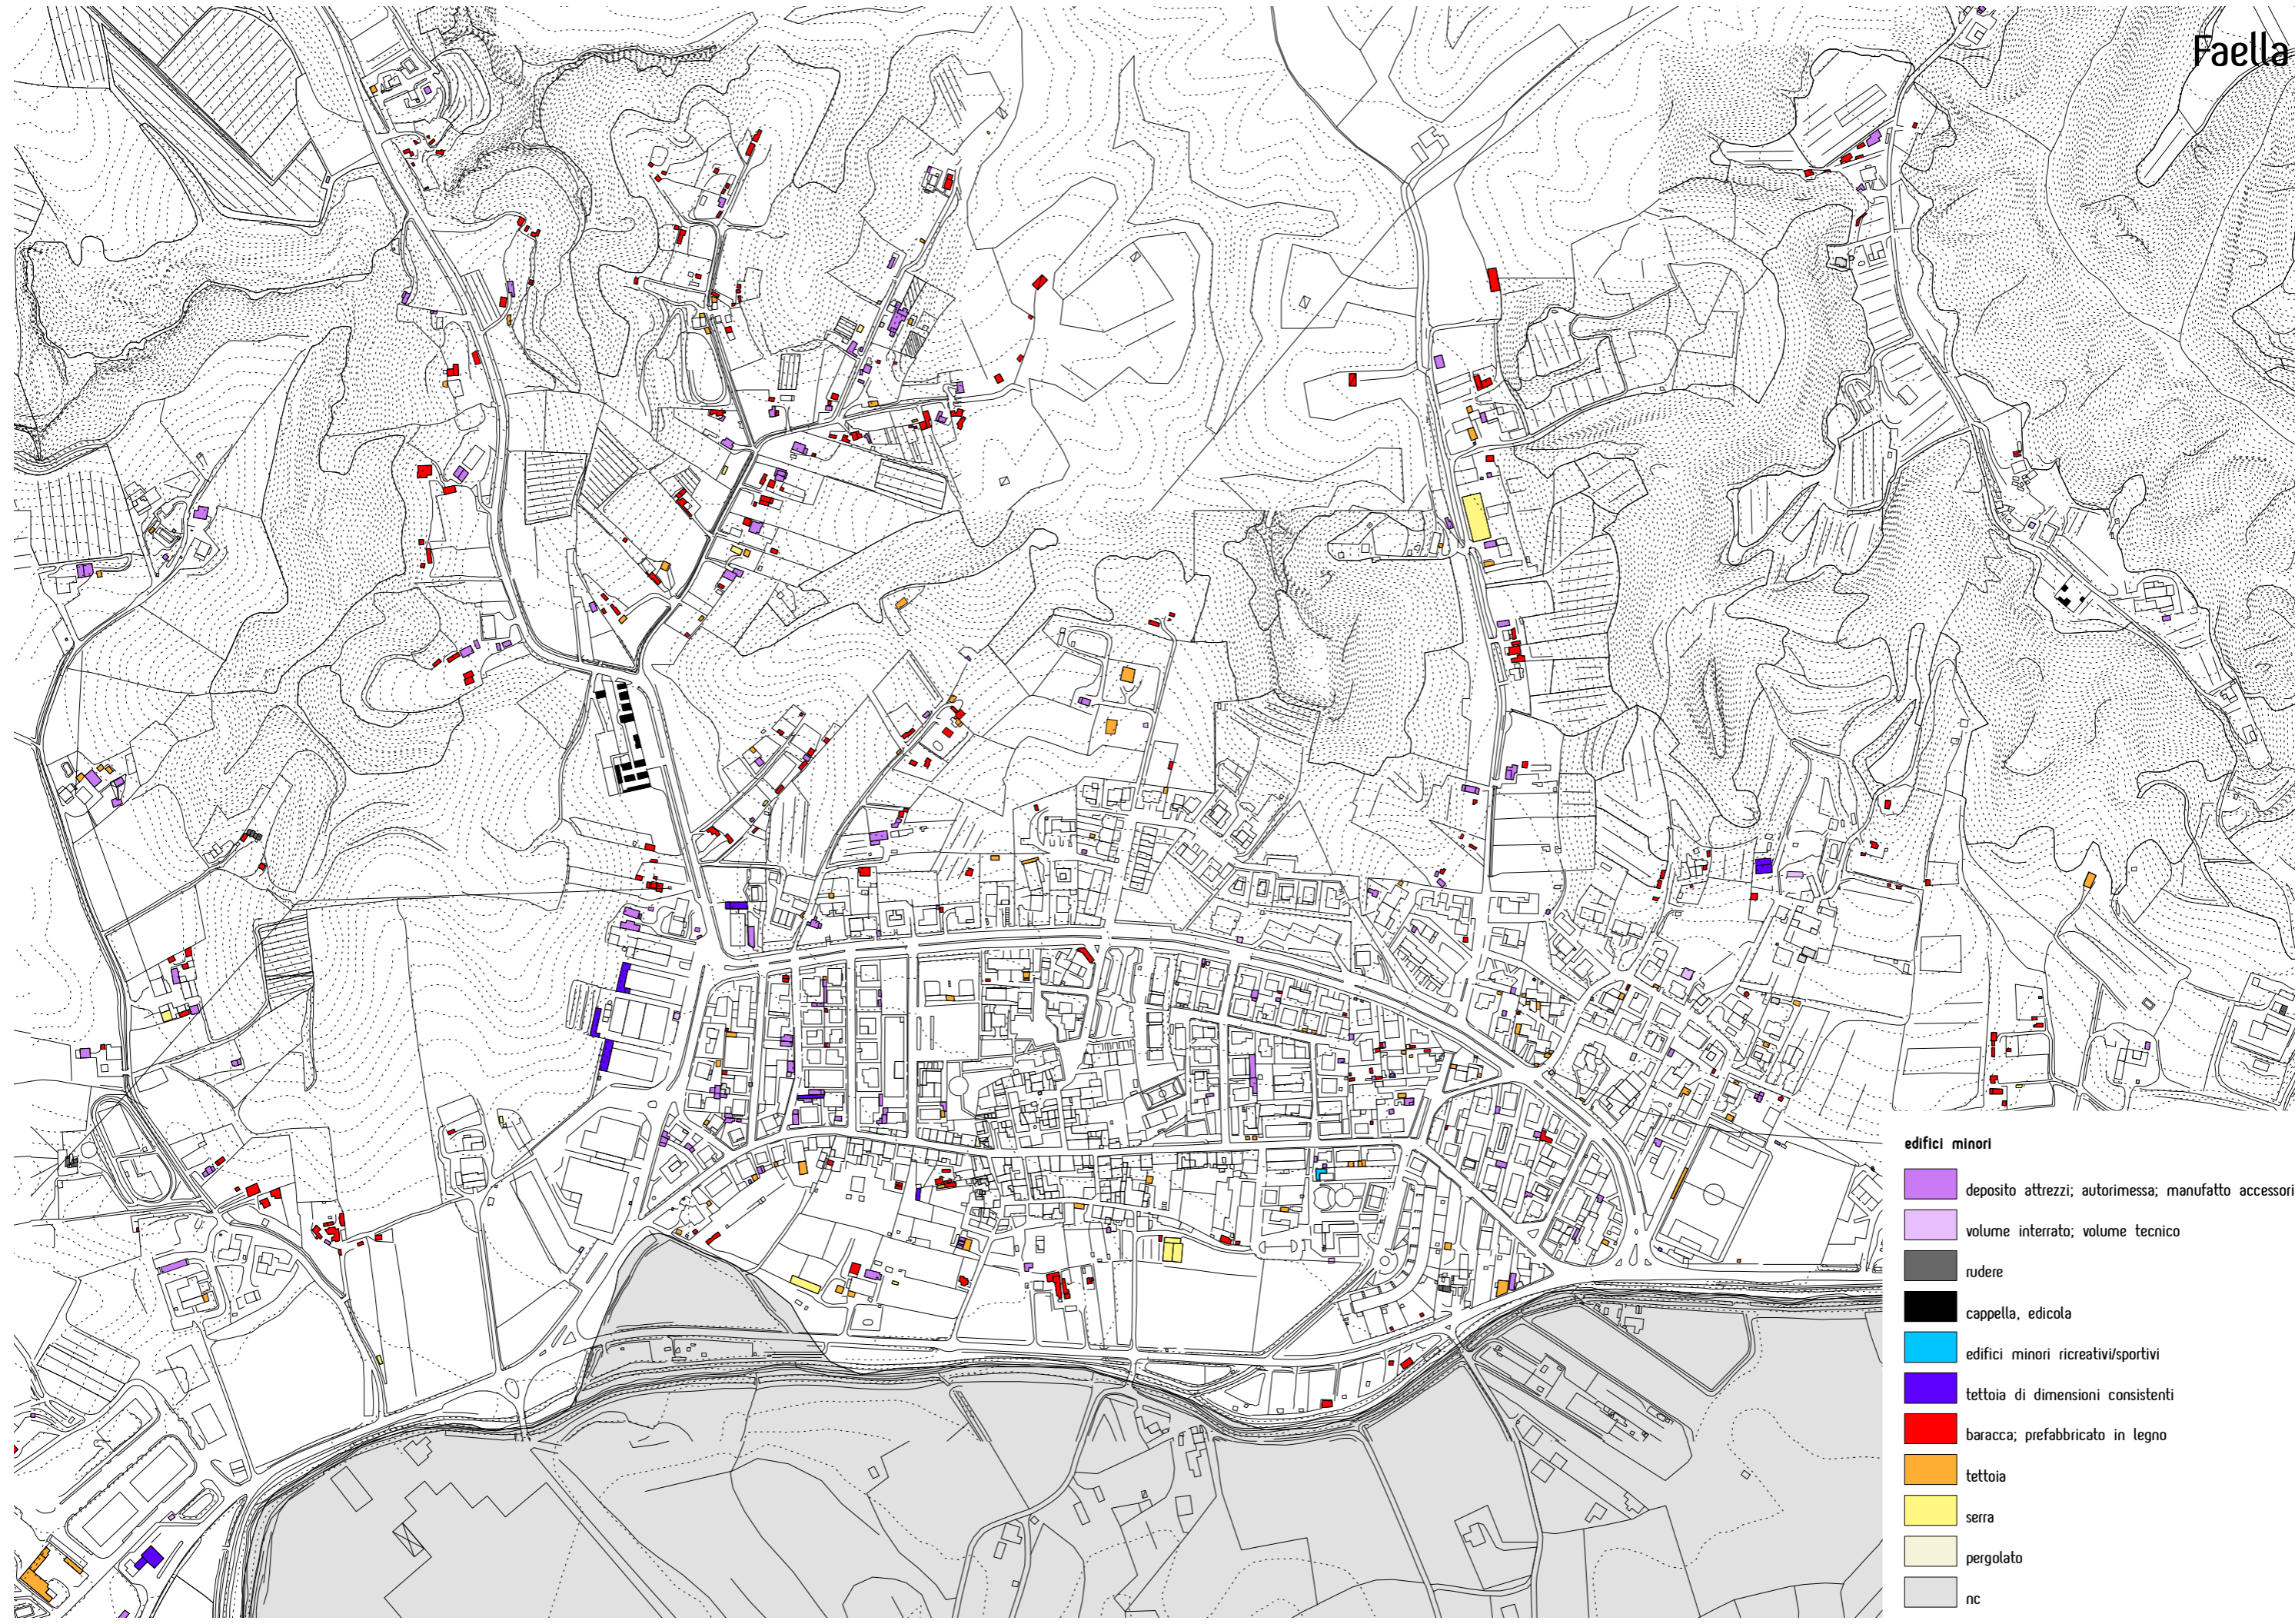 Faella
edifici minori
deposito attrezzi; autorimessa; manufatto accessori
volume interrato; volume tecnico
rudere
cappella, edicola
edifici minori ricreativi/sportivi
tettoia di dimensioni consistenti
baracca; prefabbricato in legno
tettoia
serra
pergolato
nc